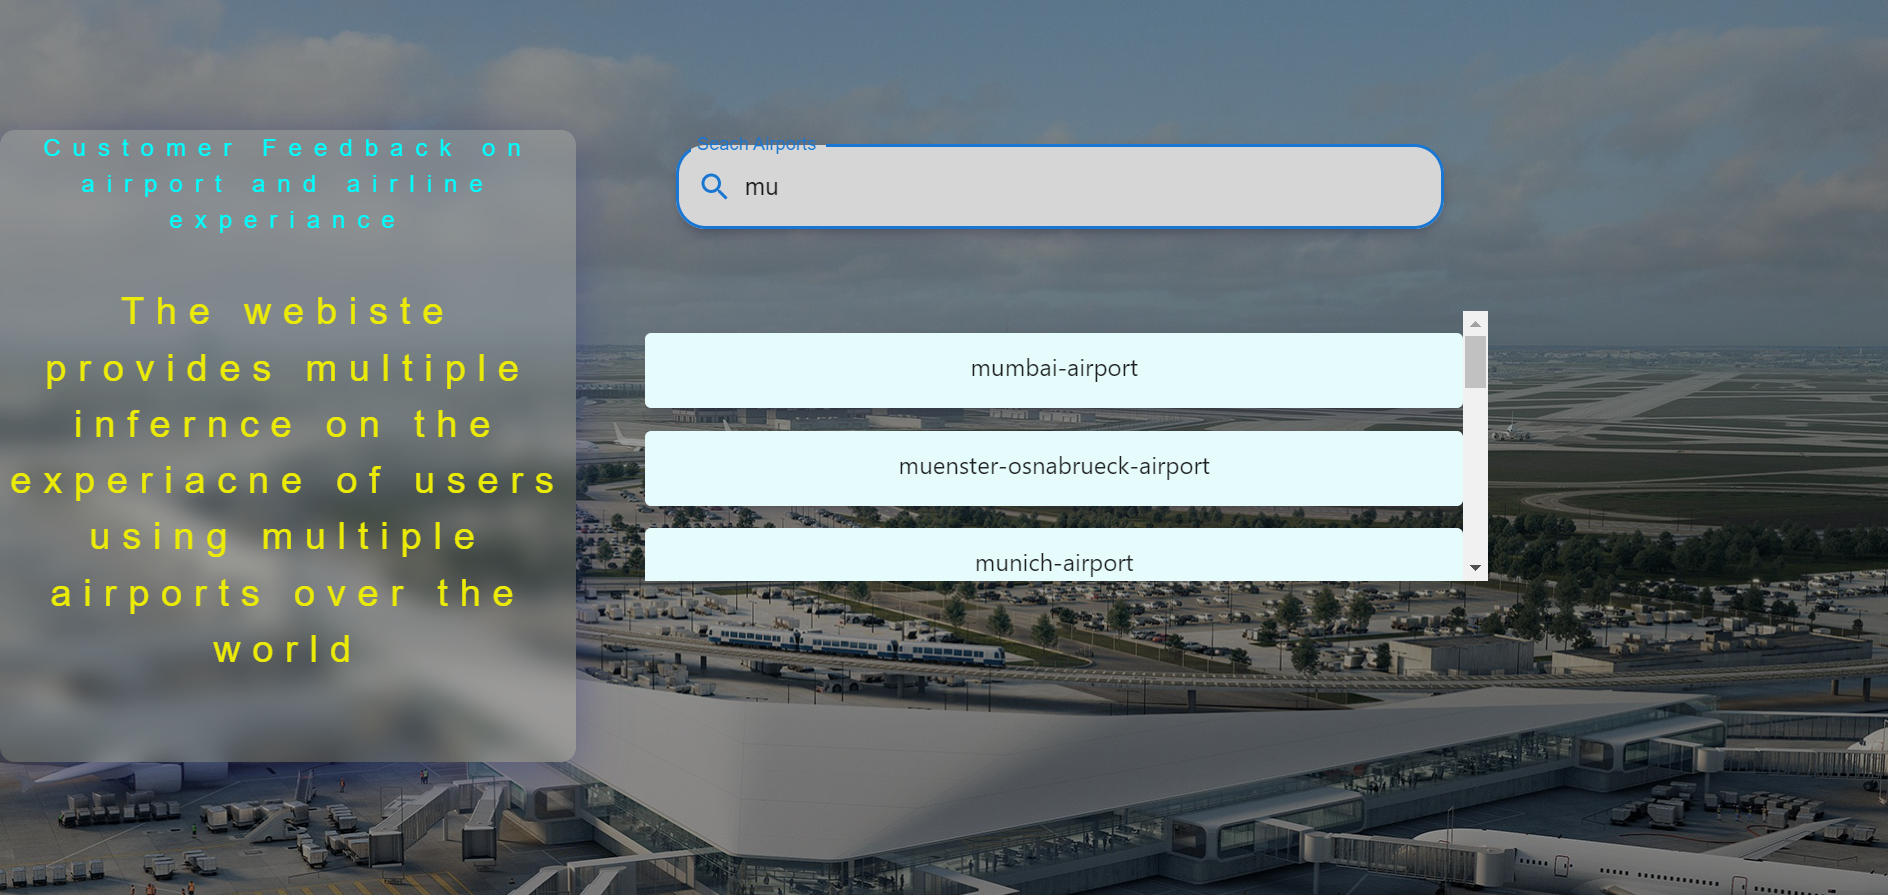 Customer Feedback on
airport and airline
experiance
The webiste
provides multiple
infernce on the
experiacne of users
using multiple
airports over the
world
Seach Airports
mu
mumbai-airport
muenster-osnabrueck-airport
munich-airport